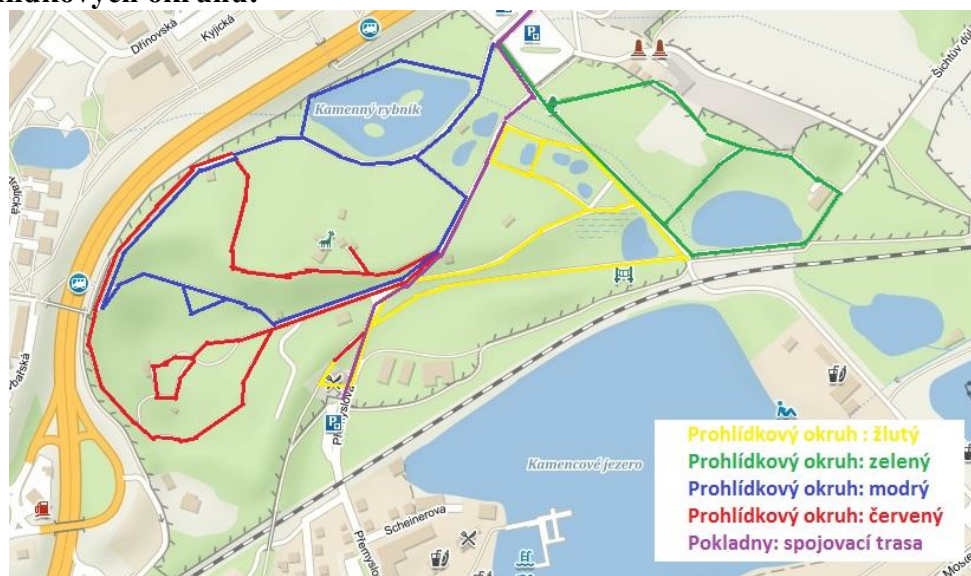 Dřínovská
Kyjická
Šichtův důl
Kamenný rybník
Přemyslova
Kamencové jezero
Scheinerova
Přemyslova
Prohlídkový okruh : žlutý
Prohlídkový okruh: zelený
Prohlídkový okruh: modrý
Prohlídkový okruh: červený
Pokladny: spojovací trasa